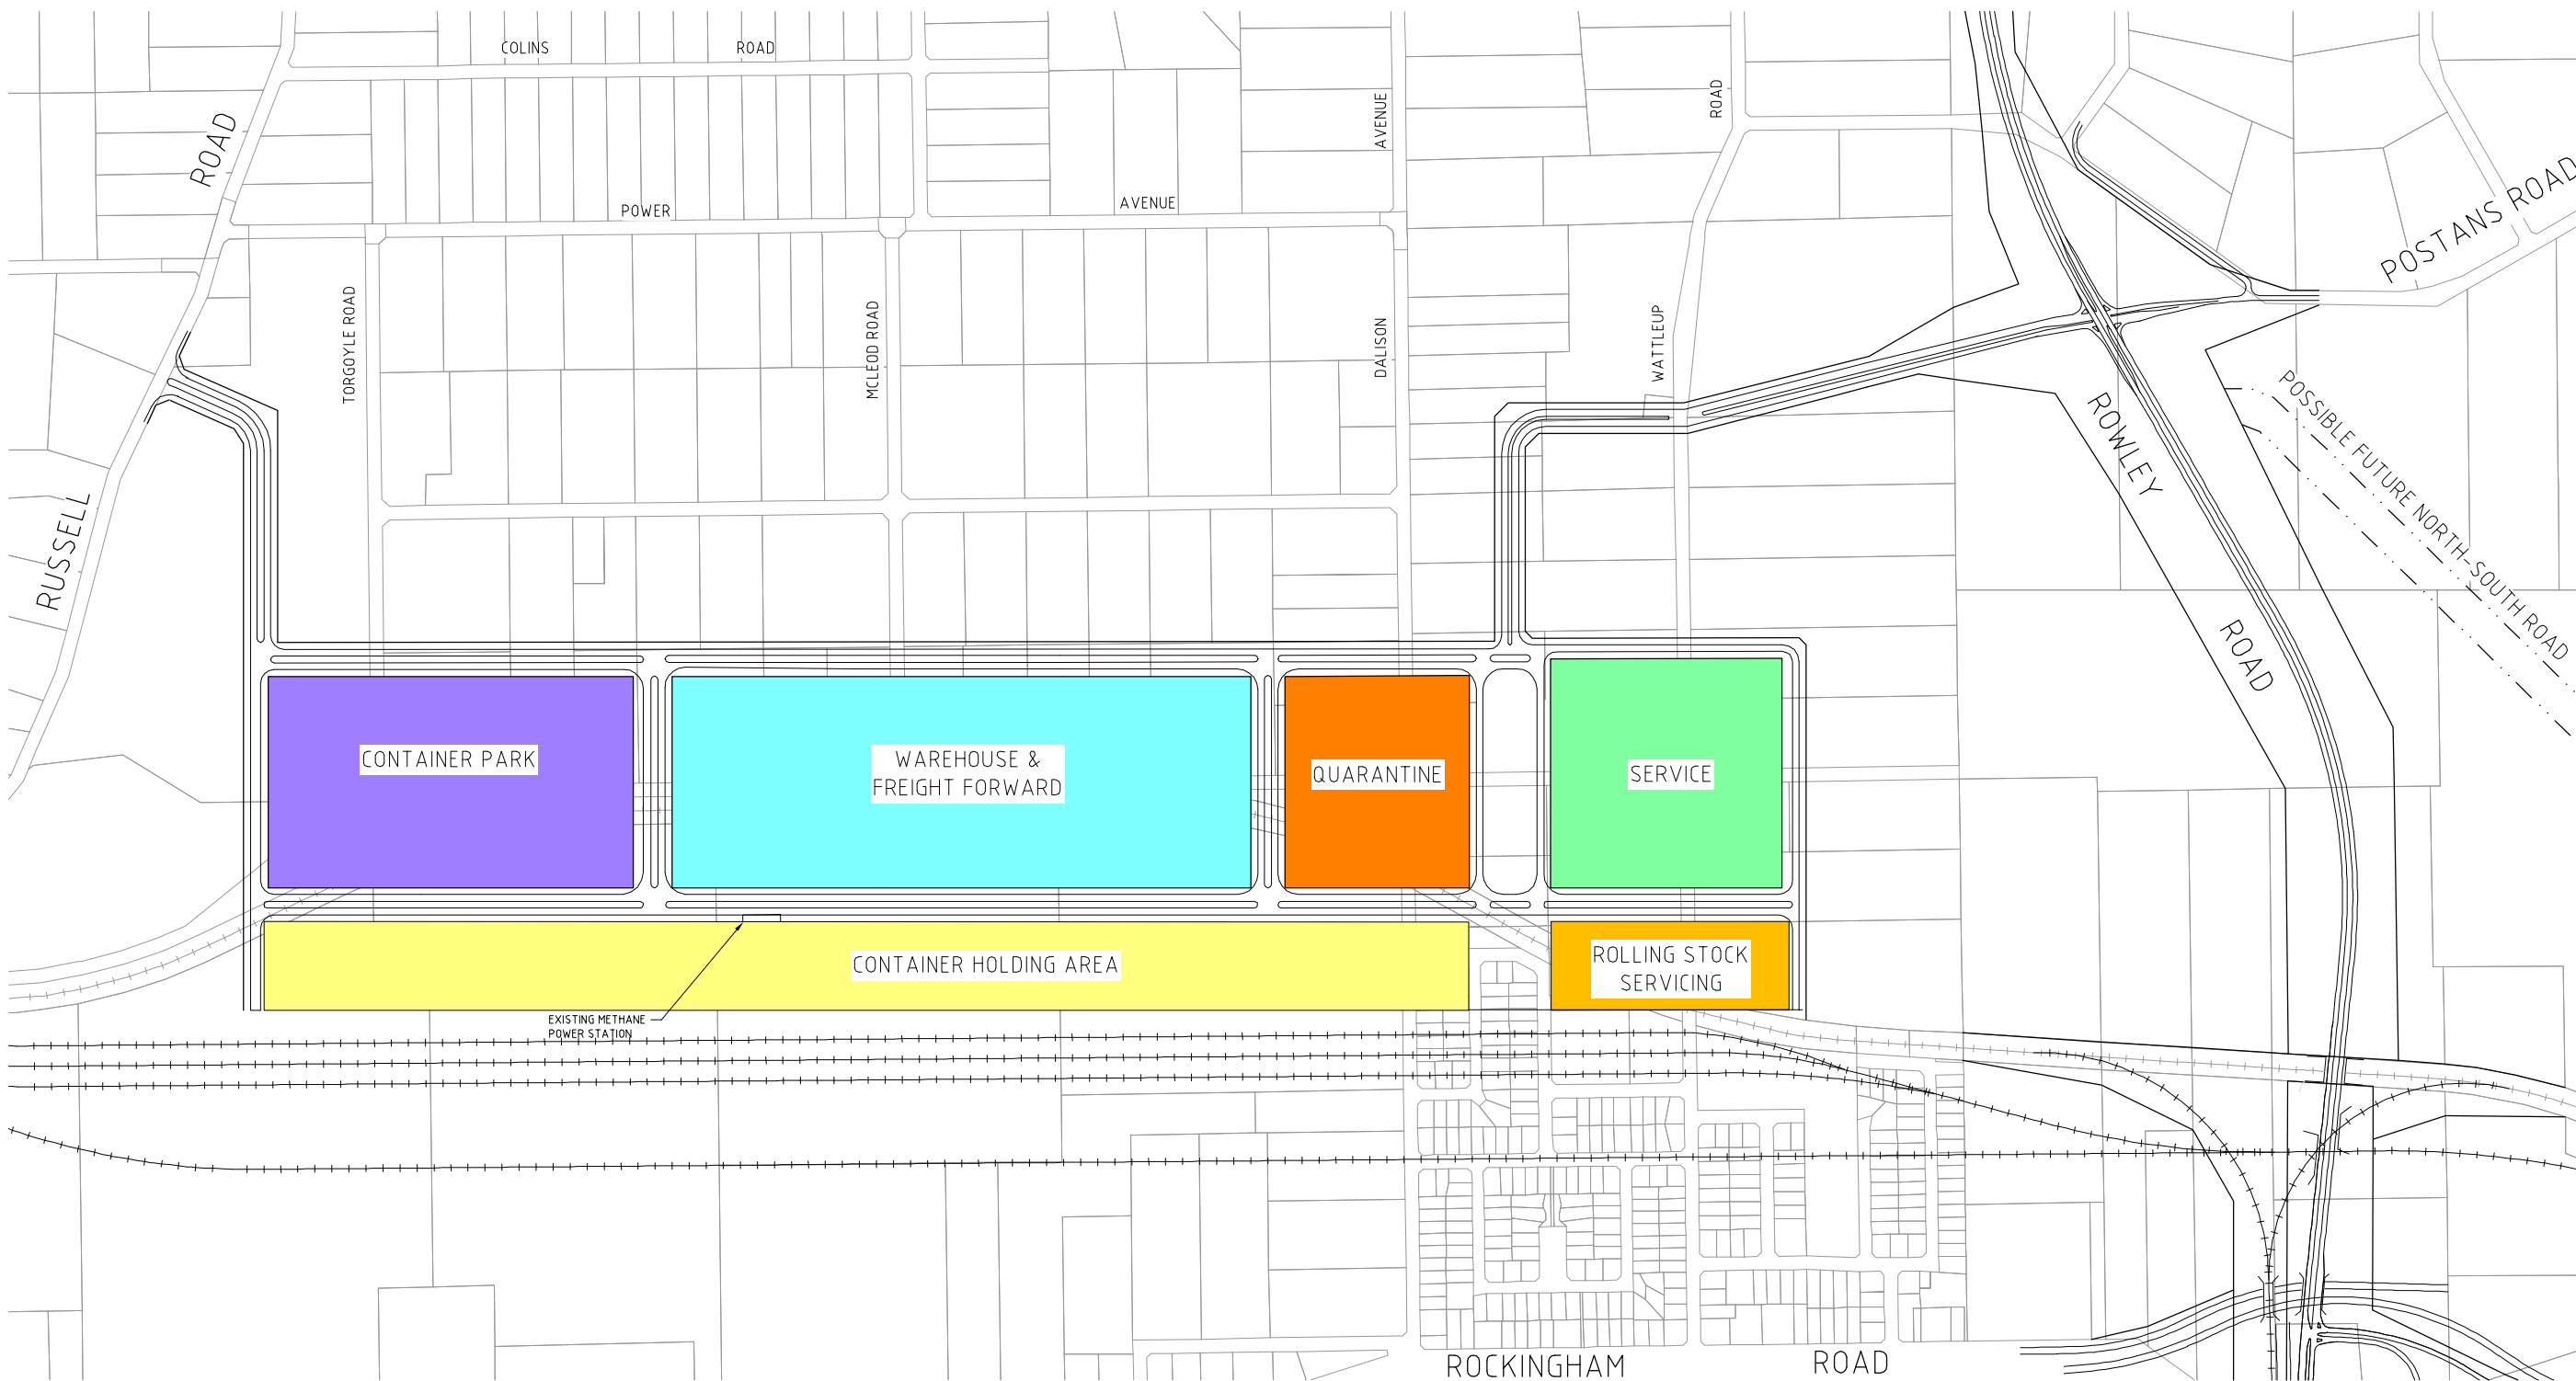 COLINS ROAD
ROAD
AVENUE
ROAD
POWER AVENUE
POSTANS ROAD
TORGOYLE ROAD
MCLEOD ROAD
DALISON
WATTLEUP
RUSSELL
ROWLEY
ROAD
POSSIBLE FUTURE NORTH-SOUTH ROAD
CONTAINER PARK
WAREHOUSE &
FREIGHT FORWARD
QUARANTINE
SERVICE
CONTAINER HOLDING AREA
ROLLING STOCK
SERVICING
EXISTING METHANE
POWER STATION
ROCKINGHAM ROAD